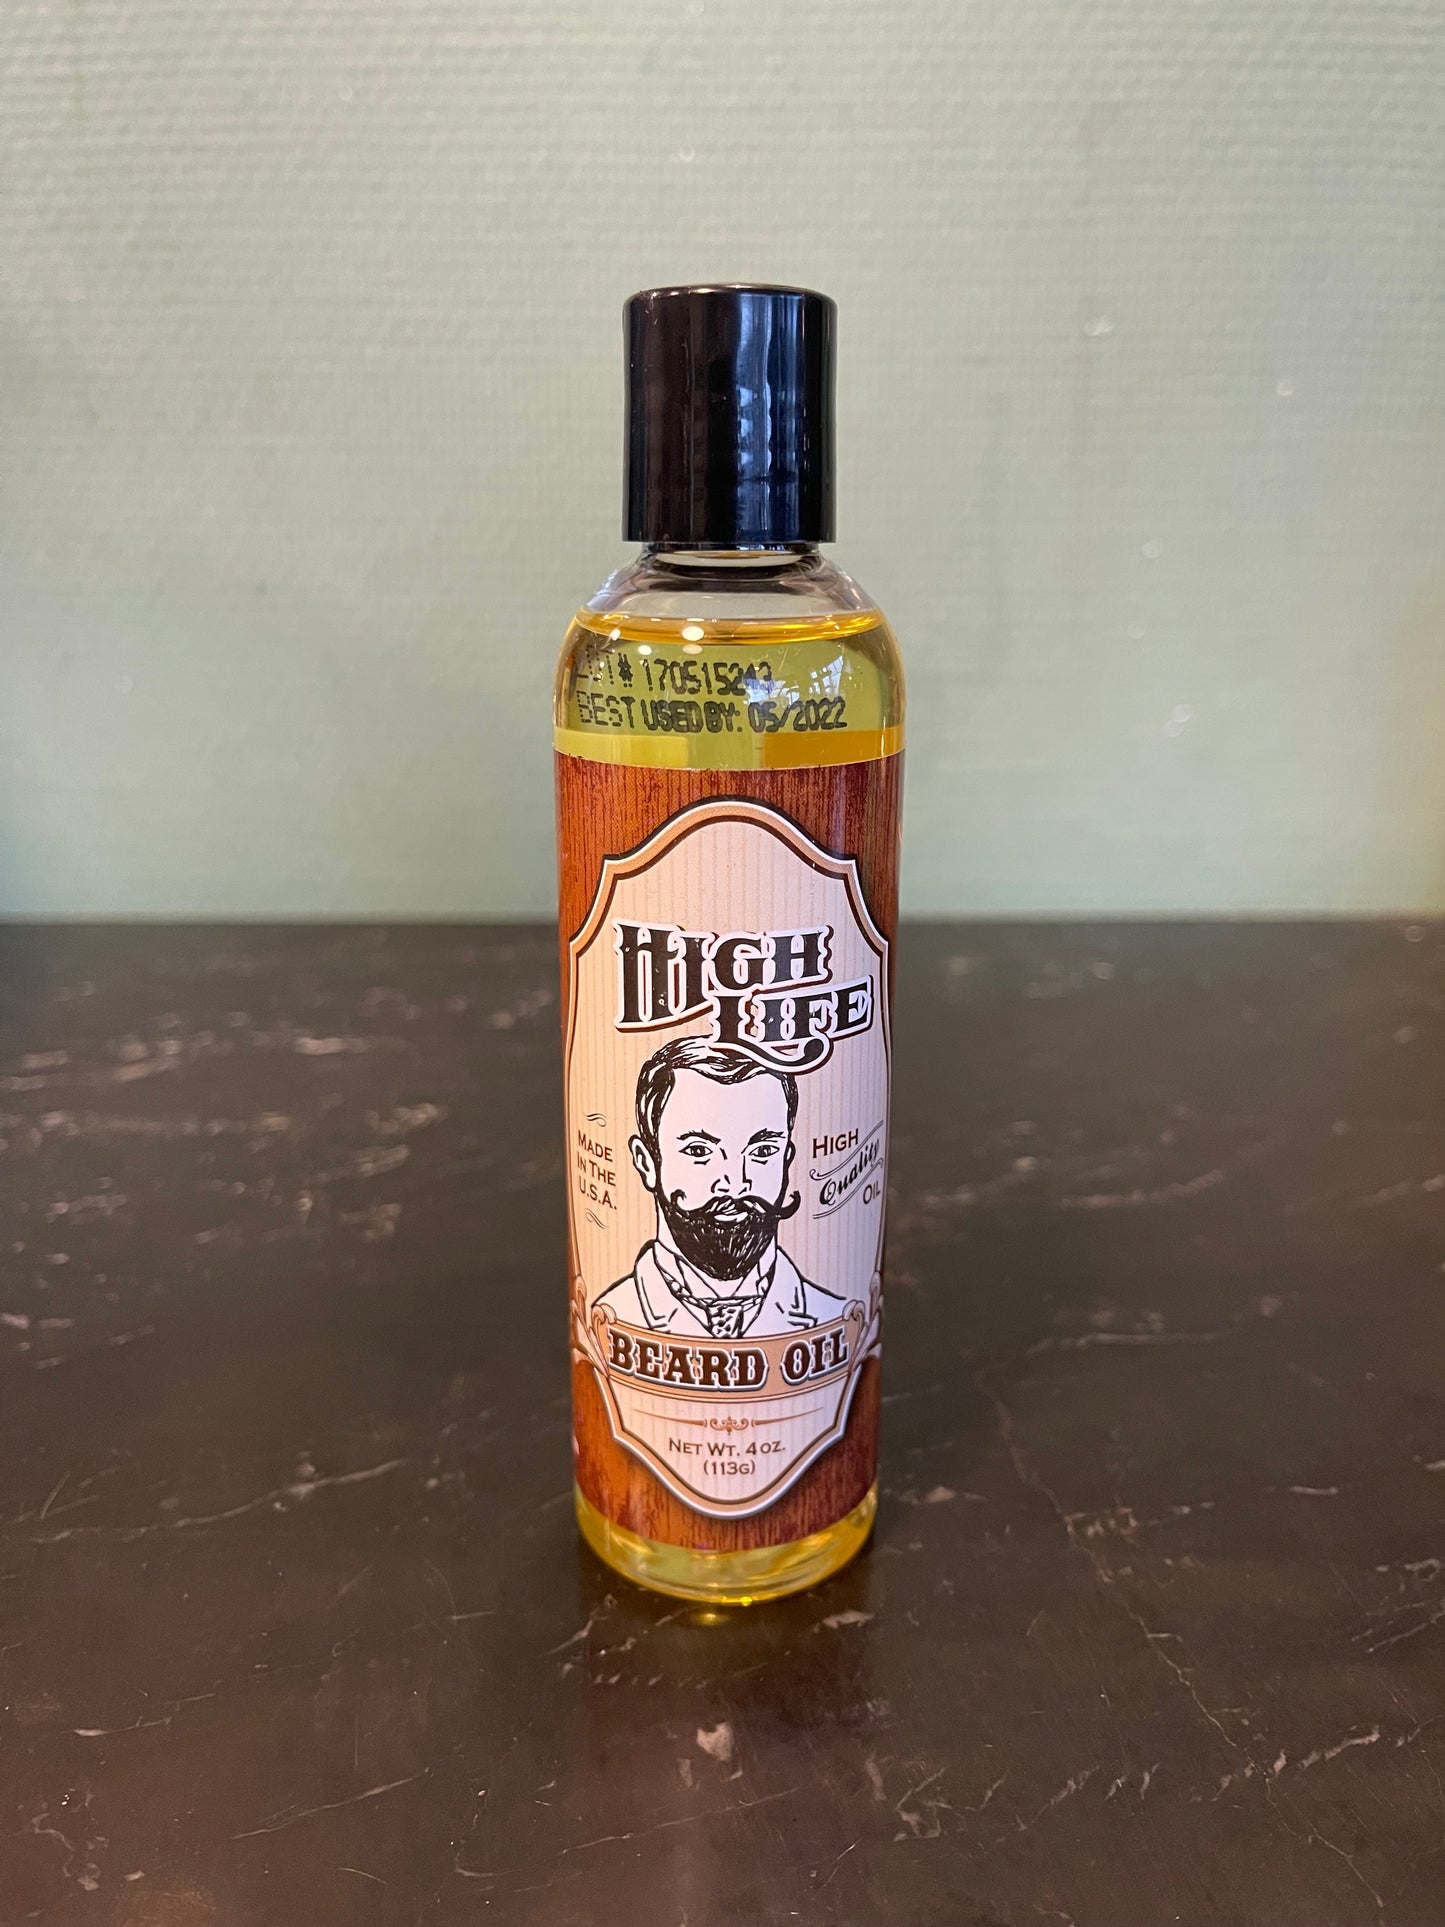 LOT# 170515243
BEST USED BY: 05/2022
HIGH
LIFE
MADE
IN THE
U.S.A.
HIGH
Quality
OIL
BEARD OIL
NET WT. 4 OZ.
(113G)